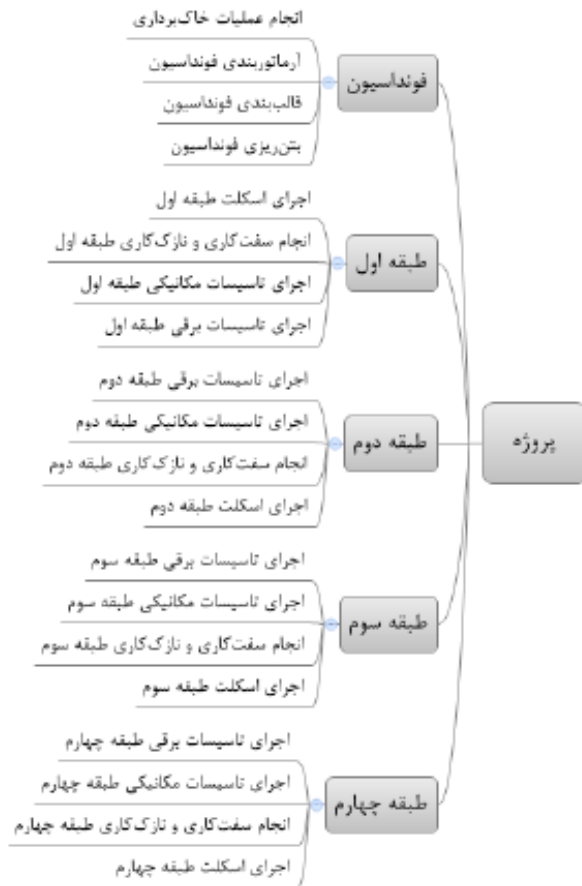 پروژه
فونداسیون
انجام عملیات خاک‌برداری
آرماتوربندی فونداسیون
قالب‌بندی فونداسیون
بتن‌ریزی فونداسیون
طبقه اول
اجرای اسکلت طبقه اول
انجام سفت‌کاری و نازک‌کاری طبقه اول
اجرای تاسیسات مکانیکی طبقه اول
اجرای تاسیسات برقی طبقه اول
طبقه دوم
اجرای تاسیسات برقی طبقه دوم
اجرای تاسیسات مکانیکی طبقه دوم
انجام سفت‌کاری و نازک‌کاری طبقه دوم
اجرای اسکلت طبقه دوم
طبقه سوم
اجرای تاسیسات برقی طبقه سوم
اجرای تاسیسات مکانیکی طبقه سوم
انجام سفت‌کاری و نازک‌کاری طبقه سوم
اجرای اسکلت طبقه سوم
طبقه چهارم
اجرای تاسیسات برقی طبقه چهارم
اجرای تاسیسات مکانیکی طبقه چهارم
انجام سفت‌کاری و نازک‌کاری طبقه چهارم
اجرای اسکلت طبقه چهارم